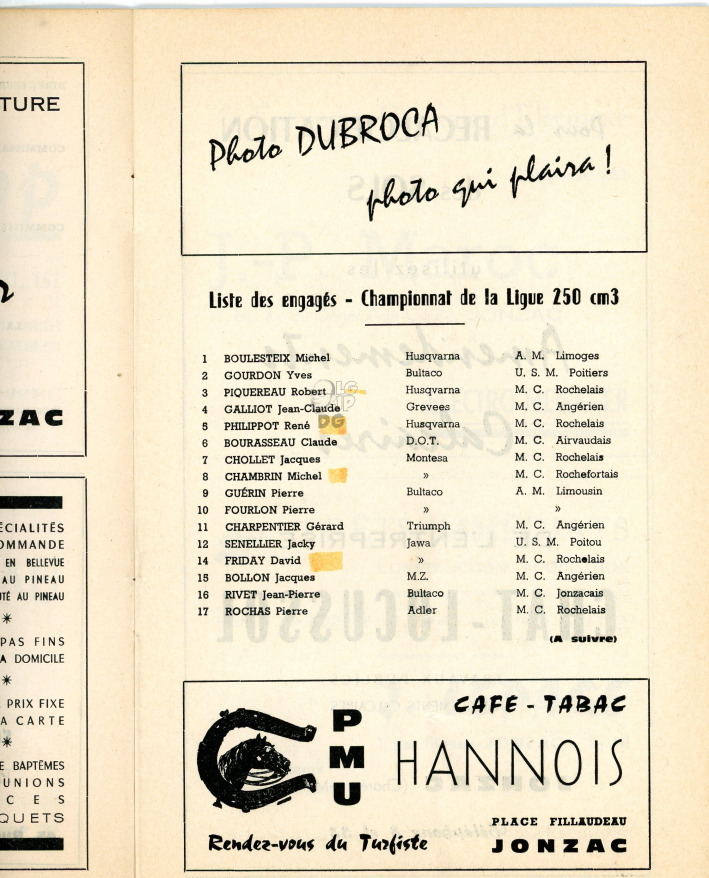 TURE
ZAC
ÉCIALITÉS
OMMANDE
EN BELLEVUE
AU PINEAU
UTÉ AU PINEAU
*
PAS FINS
A DOMICILE
*
PRIX FIXE
A CARTE
*
E BAPTÊMES
UNIONS
C E S
QUETS
Photo DUBROCA
photo qui plaira !
Liste des engagés - Championnat de la Ligue 250 cm3
1 BOULESTEIX Michel Husqvarna A. M. Limoges
2 GOURDON Yves Bultaco U. S. M. Poitiers
3 PIQUEREAU Robert Husqvarna M. C. Rochelais
4 GALLIOT Jean-Claude Grevees M. C. Angérien
5 PHILIPPOT René Husqvarna M. C. Rochelais
6 BOURASSEAU Claude D.O.T. M. C. Airvaudais
7 CHOLLET Jacques Montesa M. C. Rochelais
8 CHAMBRIN Michel » M. C. Rochefortais
9 GUÉRIN Pierre Bultaco A. M. Limousin
10 FOURLON Pierre » »
11 CHARPENTIER Gérard Triumph M. C. Angérien
12 SENELLIER Jacky Jawa U. S. M. Poitou
14 FRIDAY David » M. C. Rochelais
15 BOLLON Jacques M.Z. M. C. Angérien
16 RIVET Jean-Pierre Bultaco M. C. Jonzacais
17 ROCHAS Pierre Adler M. C. Rochelais
(A suivre)
PMU
CAFE - TABAC
HANNOIS
PLACE FILLAUDEAU
Rendez-vous du Turfiste
JONZAC